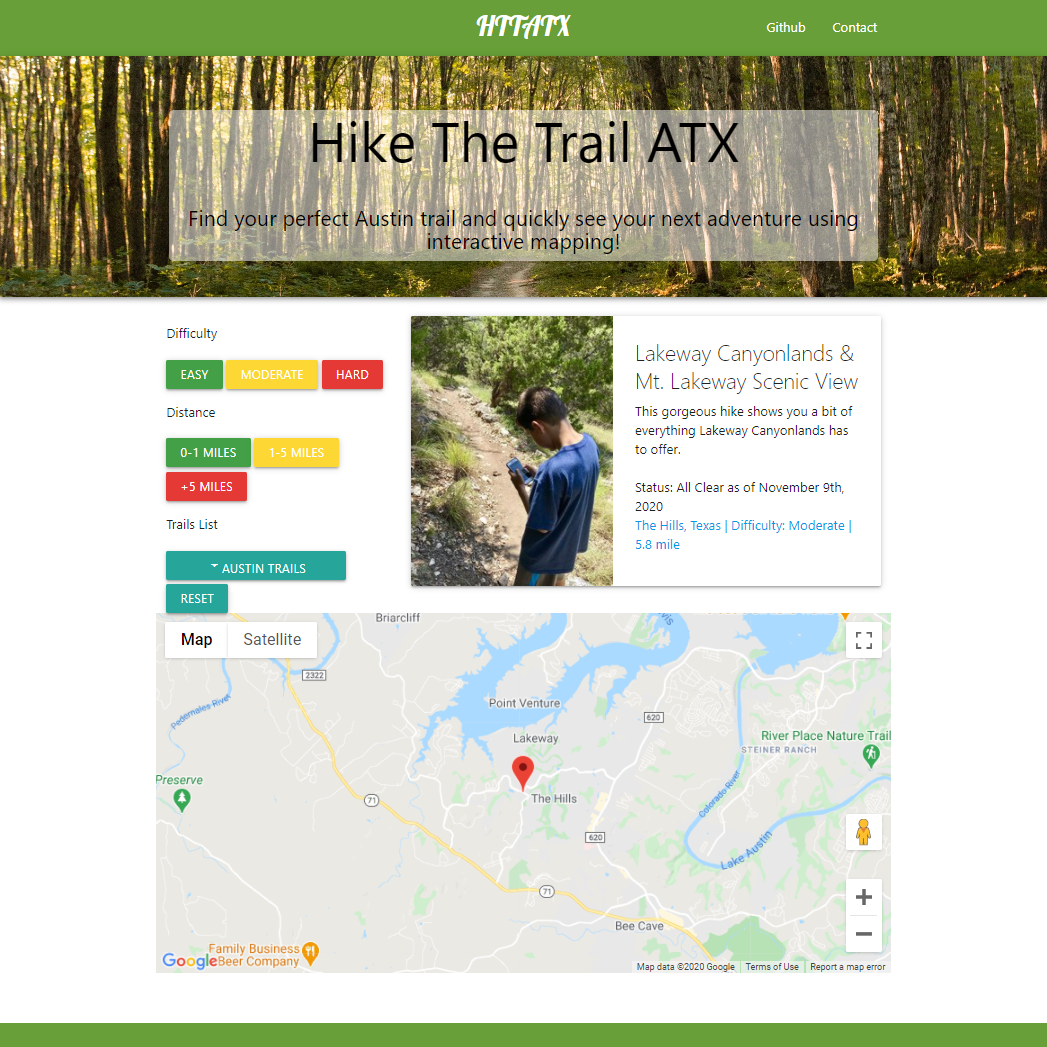 HTTATX
Github Contact
Hike The Trail ATX
Find your perfect Austin trail and quickly see your next adventure using
interactive mapping!
Difficulty
EASY MODERATE HARD
Distance
0-1 MILES 1-5 MILES
+5 MILES
Trails List
AUSTIN TRAILS
RESET
Lakeway Canyonlands &
Mt. Lakeway Scenic View
This gorgeous hike shows you a bit of
everything Lakeway Canyonlands has
to offer.
Status: All Clear as of November 9th,
2020
The Hills, Texas | Difficulty: Moderate |
5.8 mile
Map Satellite
Briarcliff
2322
Pedernales River
Point Venture
620
Lakeway
River Place Nature Trail
STEINER RANCH
Preserve
71
The Hills
Colorado River
620
Lake Austin
71
Bee Cave
Family Business
Beer Company
Google
Map data ©2020 Google Terms of Use Report a map error